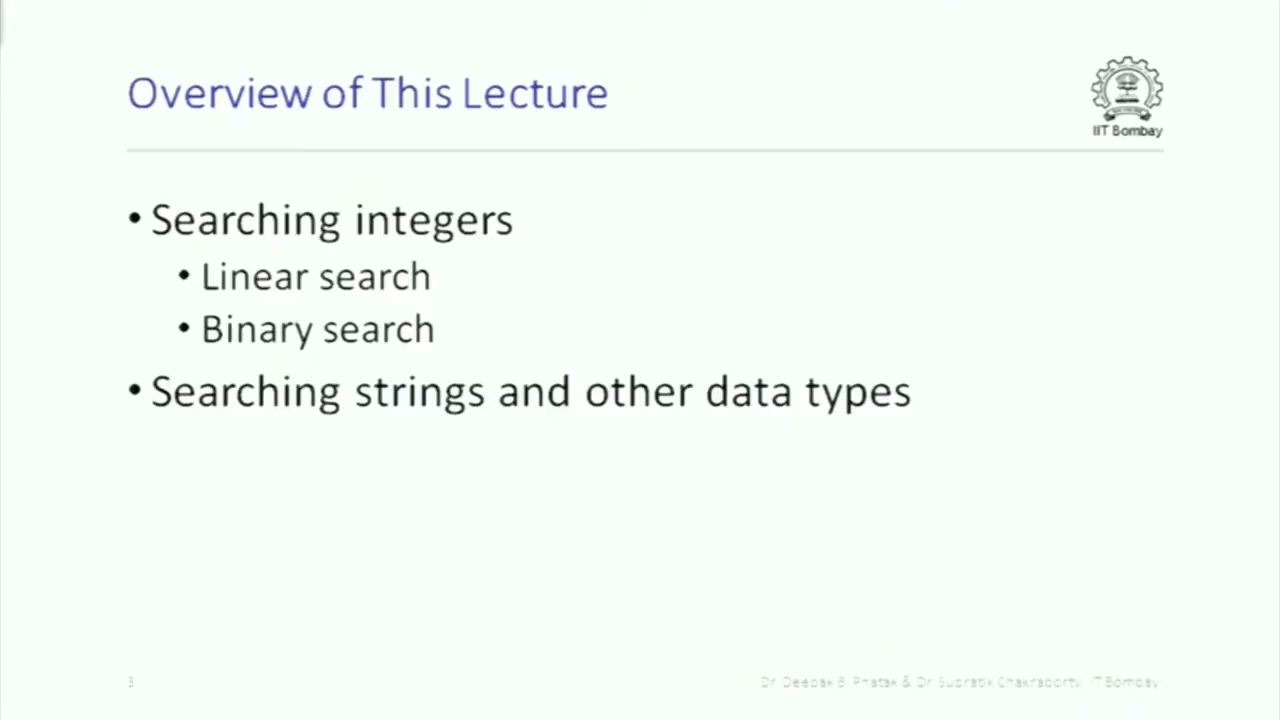 Overview of This Lecture
IIT Bombay
• Searching integers
• Linear search
• Binary search
• Searching strings and other data types
3
Dr. Deepak B. Phatak & Dr. Supratik Chakraborty, IIT Bombay